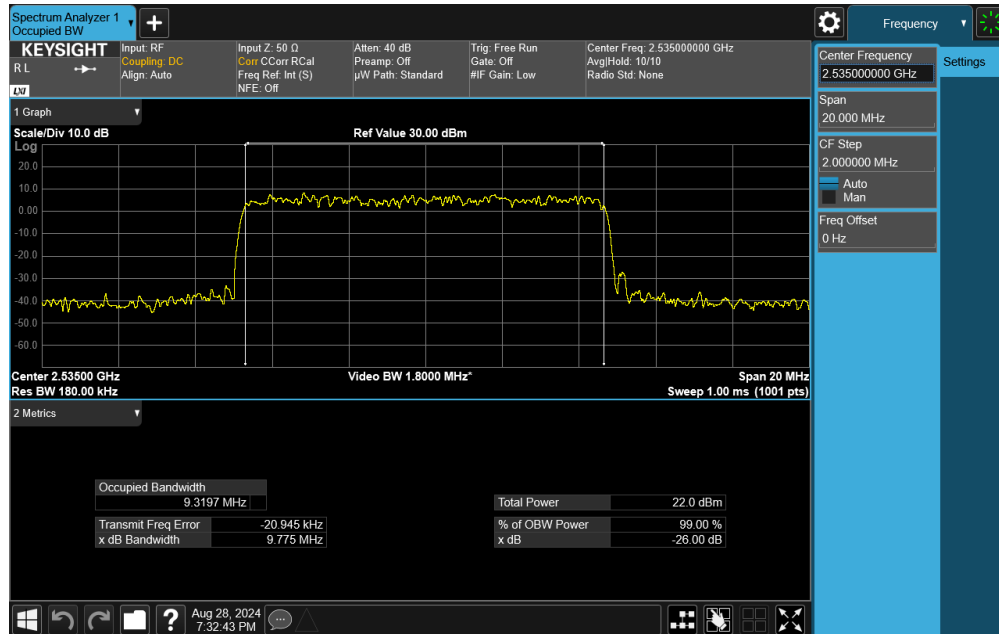 Spectrum Analyzer 1
Occupied BW
+
Frequency
KEYSIGHT
RL
LXI
Input: RF
Coupling: DC
Align: Auto
Input Z: 50 Ω
Corr CCorr RCal
Freq Ref: Int (S)
NFE: Off
Atten: 40 dB
Preamp: Off
µW Path: Standard
Trig: Free Run
Gate: Off
#IF Gain: Low
Center Freq: 2.535000000 GHz
Avg|Hold: 10/10
Radio Std: None
Center Frequency
2.535000000 GHz
Settings
Span
20.000 MHz
CF Step
2.000000 MHz
Auto
Man
Freq Offset
0 Hz
1 Graph
Scale/Div 10.0 dB
Ref Value 30.00 dBm
Log
20.0
10.0
0.00
-10.0
-20.0
-30.0
-40.0
-50.0
-60.0
Center 2.53500 GHz
Video BW 1.8000 MHz*
Span 20 MHz
Res BW 180.00 kHz
Sweep 1.00 ms (1001 pts)
2 Metrics
Occupied Bandwidth
9.3197 MHz
Total Power 22.0 dBm
Transmit Freq Error -20.945 kHz
% of OBW Power 99.00 %
x dB Bandwidth 9.775 MHz
x dB -26.00 dB
?
Aug 28, 2024
7:32:43 PM